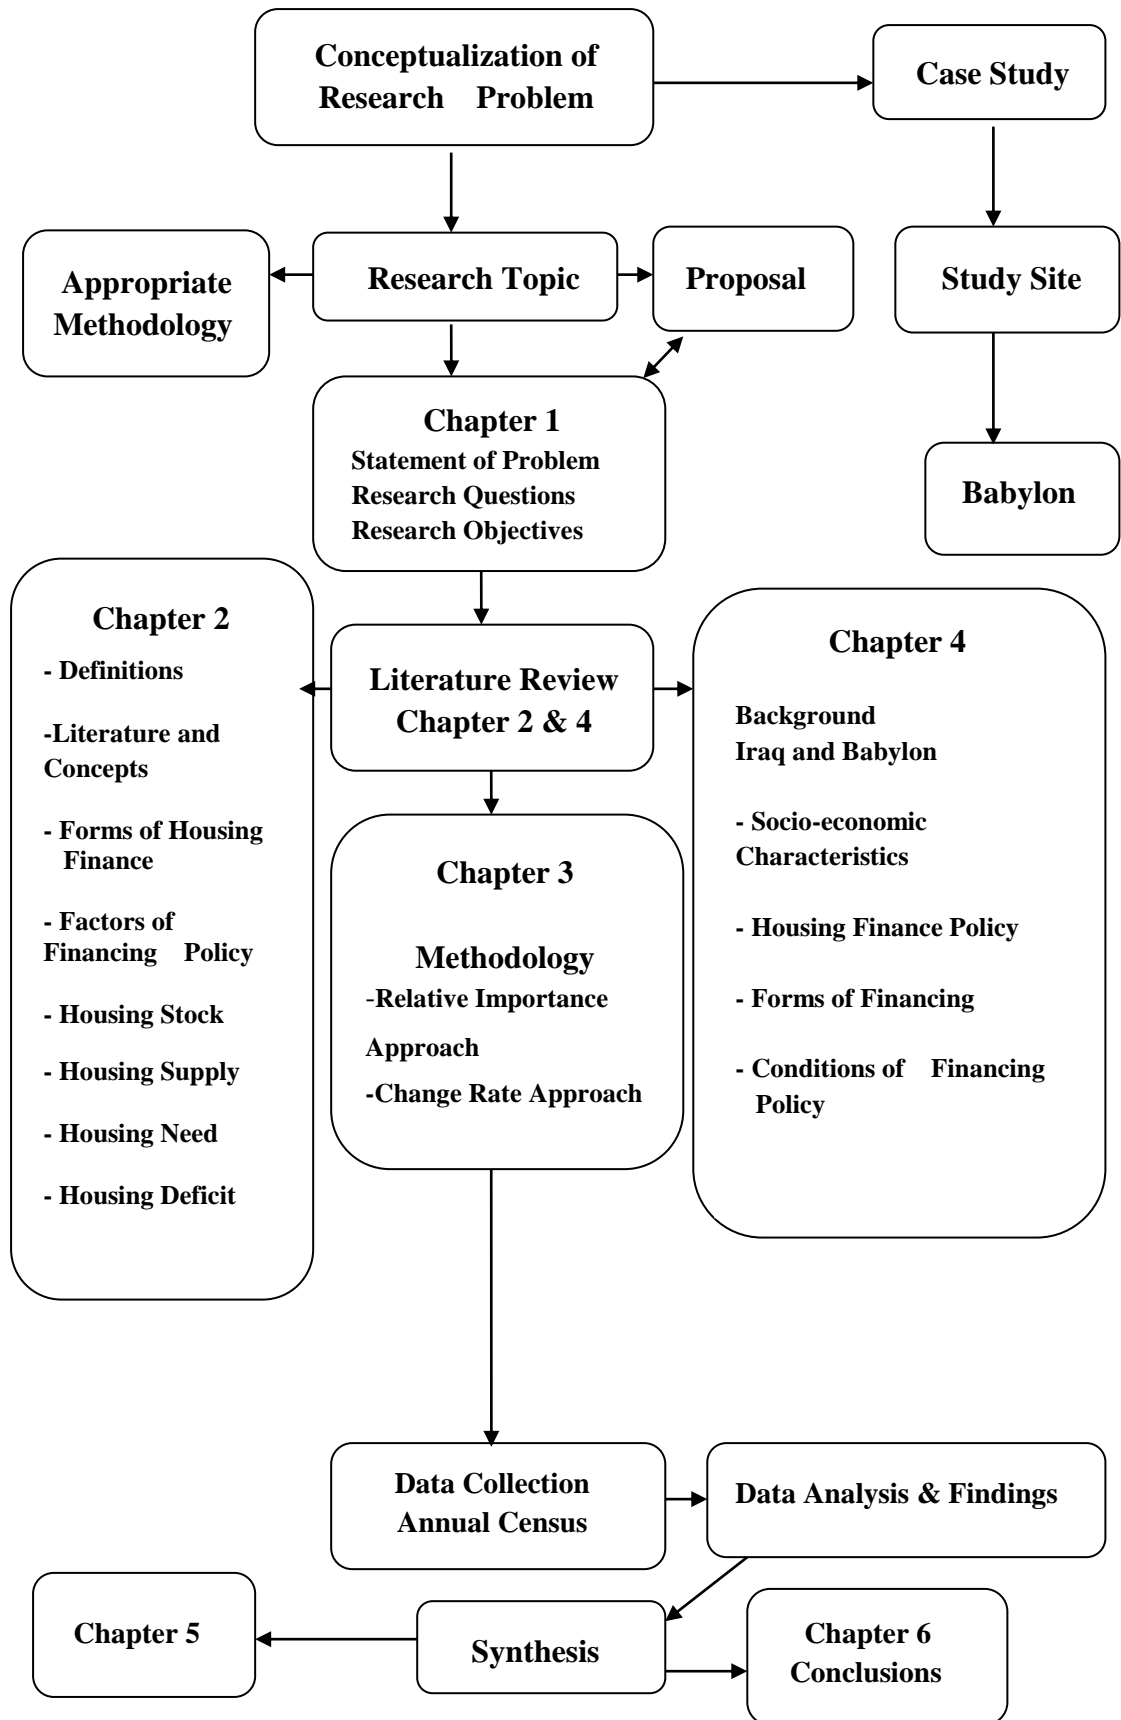 Conceptualization of
Research Problem
Case Study
Appropriate
Methodology
Research Topic
Proposal
Study Site
Chapter 1
Statement of Problem
Research Questions
Research Objectives
Babylon
Chapter 2
- Definitions
-Literature and
Concepts
- Forms of Housing
Finance
- Factors of
Financing Policy
- Housing Stock
- Housing Supply
- Housing Need
- Housing Deficit
Literature Review
Chapter 2 & 4
Chapter 4
Background
Iraq and Babylon
- Socio-economic
Characteristics
- Housing Finance Policy
- Forms of Financing
- Conditions of Financing
Policy
Chapter 3
Methodology
-Relative Importance
Approach
-Change Rate Approach
Data Collection
Annual Census
Data Analysis & Findings
Chapter 5
Synthesis
Chapter 6
Conclusions